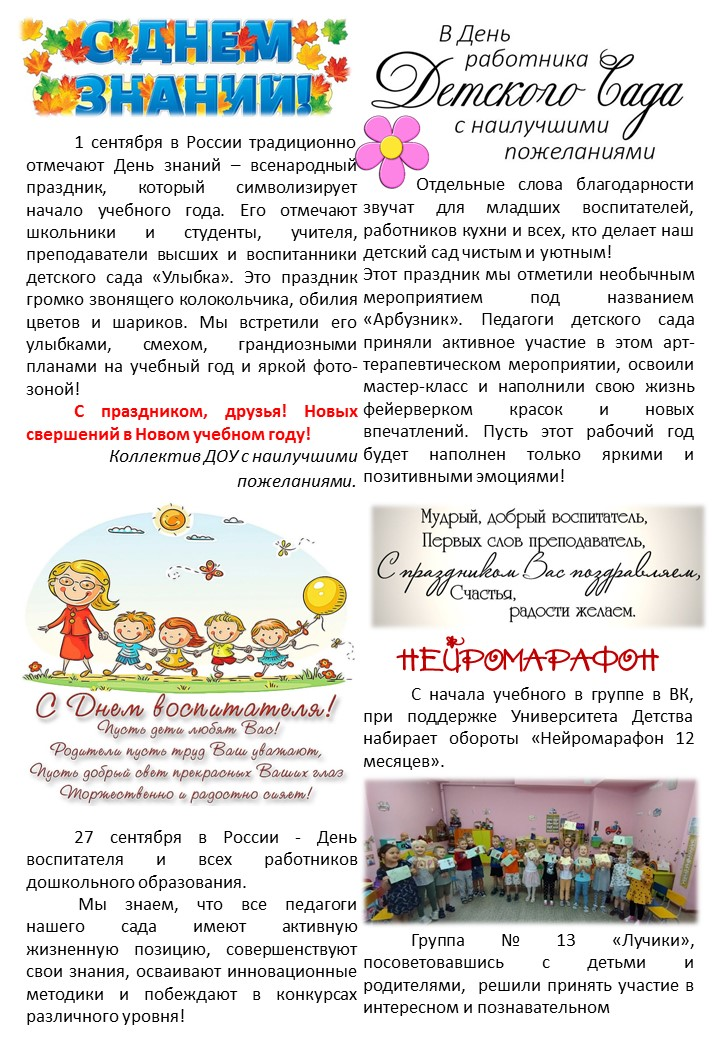 С ДНЕМ
ЗНАНИЙ!
1 сентября в России традиционно
отмечают День знаний – всенародный
праздник, который символизирует
начало учебного года. Его отмечают
школьники и студенты, учителя,
преподаватели высших и воспитанники
детского сада «Улыбка». Это праздник
громко звонящего колокольчика, обилия
цветов и шариков. Мы встретили его
улыбками, смехом, грандиозными
планами на учебный год и яркой фото-
зоной!
С праздником, друзья! Новых
свершений в Новом учебном году!
Коллектив ДОУ с наилучшими
пожеланиями.
С Днем воспитателя!
Пусть дети любят Вас!
Родители пусть труд Ваш уважают,
Пусть добрый свет прекрасных Ваших глаз
Торжественно и радостно сияет!
27 сентября в России - День
воспитателя и всех работников
дошкольного образования.
Мы знаем, что все педагоги
нашего сада имеют активную
жизненную позицию, совершенствуют
свои знания, осваивают инновационные
методики и побеждают в конкурсах
различного уровня!
В День
работника
Детского Сада
с наилучшими
пожеланиями
Отдельные слова благодарности
звучат для младших воспитателей,
работников кухни и всех, кто делает наш
детский сад чистым и уютным!
Этот праздник мы отметили необычным
мероприятием под названием
«Арбузник». Педагоги детского сада
приняли активное участие в этом арт-
терапевтическом мероприятии, освоили
мастер-класс и наполнили свою жизнь
фейерверком красок и новых
впечатлений. Пусть этот рабочий год
будет наполнен только яркими и
позитивными эмоциями!
Мудрый, добрый воспитатель,
Первых слов преподаватель,
С праздником Вас поздравляем,
Счастья,
радости желаем.
НЕЙРОМАРАФОН
С начала учебного в группе в ВК,
при поддержке Университета Детства
набирает обороты «Нейромарафон 12
месяцев».
Группа № 13 «Лучики»,
посоветовавшись с детьми и
родителями, решили принять участие в
интересном и познавательном